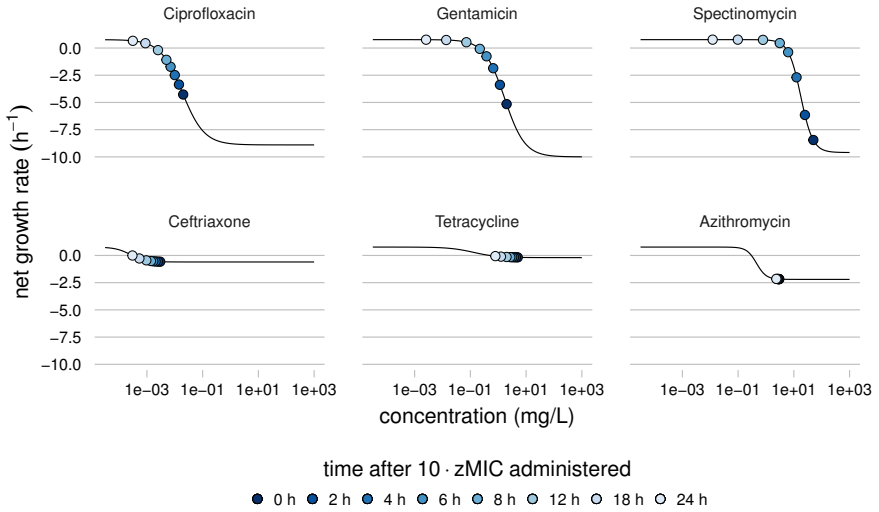 Ciprofloxacin Gentamicin Spectinomycin
0.0
−2.5
−5.0
−7.5
−10.0
Ceftriaxone Tetracycline Azithromycin
0.0
−2.5
−5.0
−7.5
−10.0
net growth rate (h⁻¹)
1e−03 1e−01 1e+01 1e+03 1e−03 1e−01 1e+01 1e+03 1e−03 1e−01 1e+01 1e+03
concentration (mg/L)
time after 10 · zMIC administered
0 h 2 h 4 h 6 h 8 h 12 h 18 h 24 h